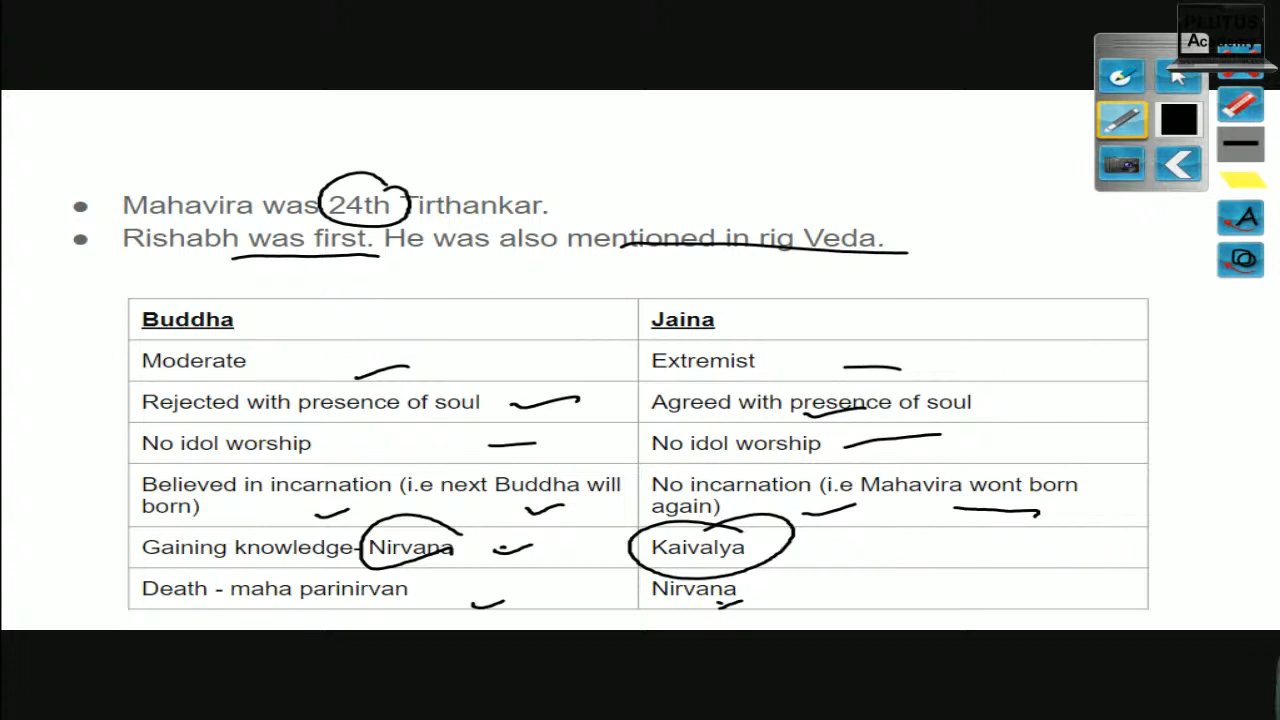 PLUTUS
Academy
● Mahavira was 24th Tirthankar.
● Rishabh was first. He was also mentioned in rig Veda.
Buddha Jaina
Moderate Extremist
Rejected with presence of soul Agreed with presence of soul
No idol worship No idol worship
Believed in incarnation (i.e next Buddha will No incarnation (i.e Mahavira wont born
born) again)
Gaining knowledge- Nirvana Kaivalya
Death - maha parinirvan Nirvana